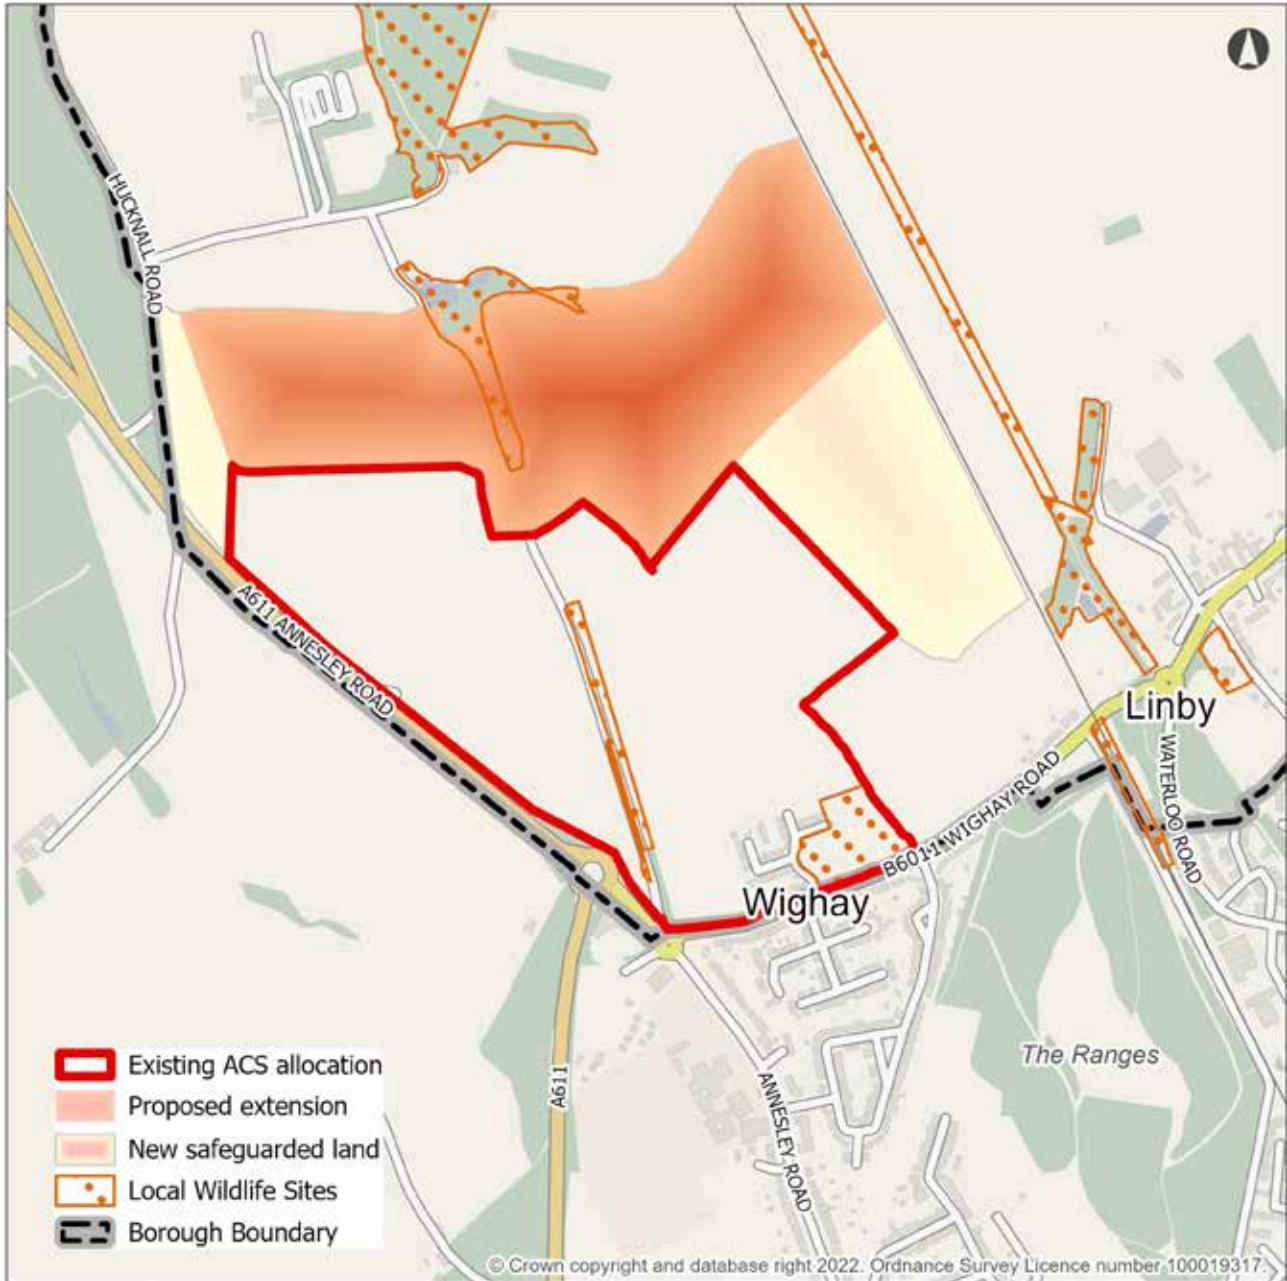 HUCKNALL ROAD
A611 ANNESLEY ROAD
Linby
WATERLOO ROAD
B6011 WIGHAY ROAD
Wighay
The Ranges
A611
ANNESLEY ROAD
Existing ACS allocation
Proposed extension
New safeguarded land
Local Wildlife Sites
Borough Boundary
© Crown copyright and database right 2022. Ordnance Survey Licence number 100019317.